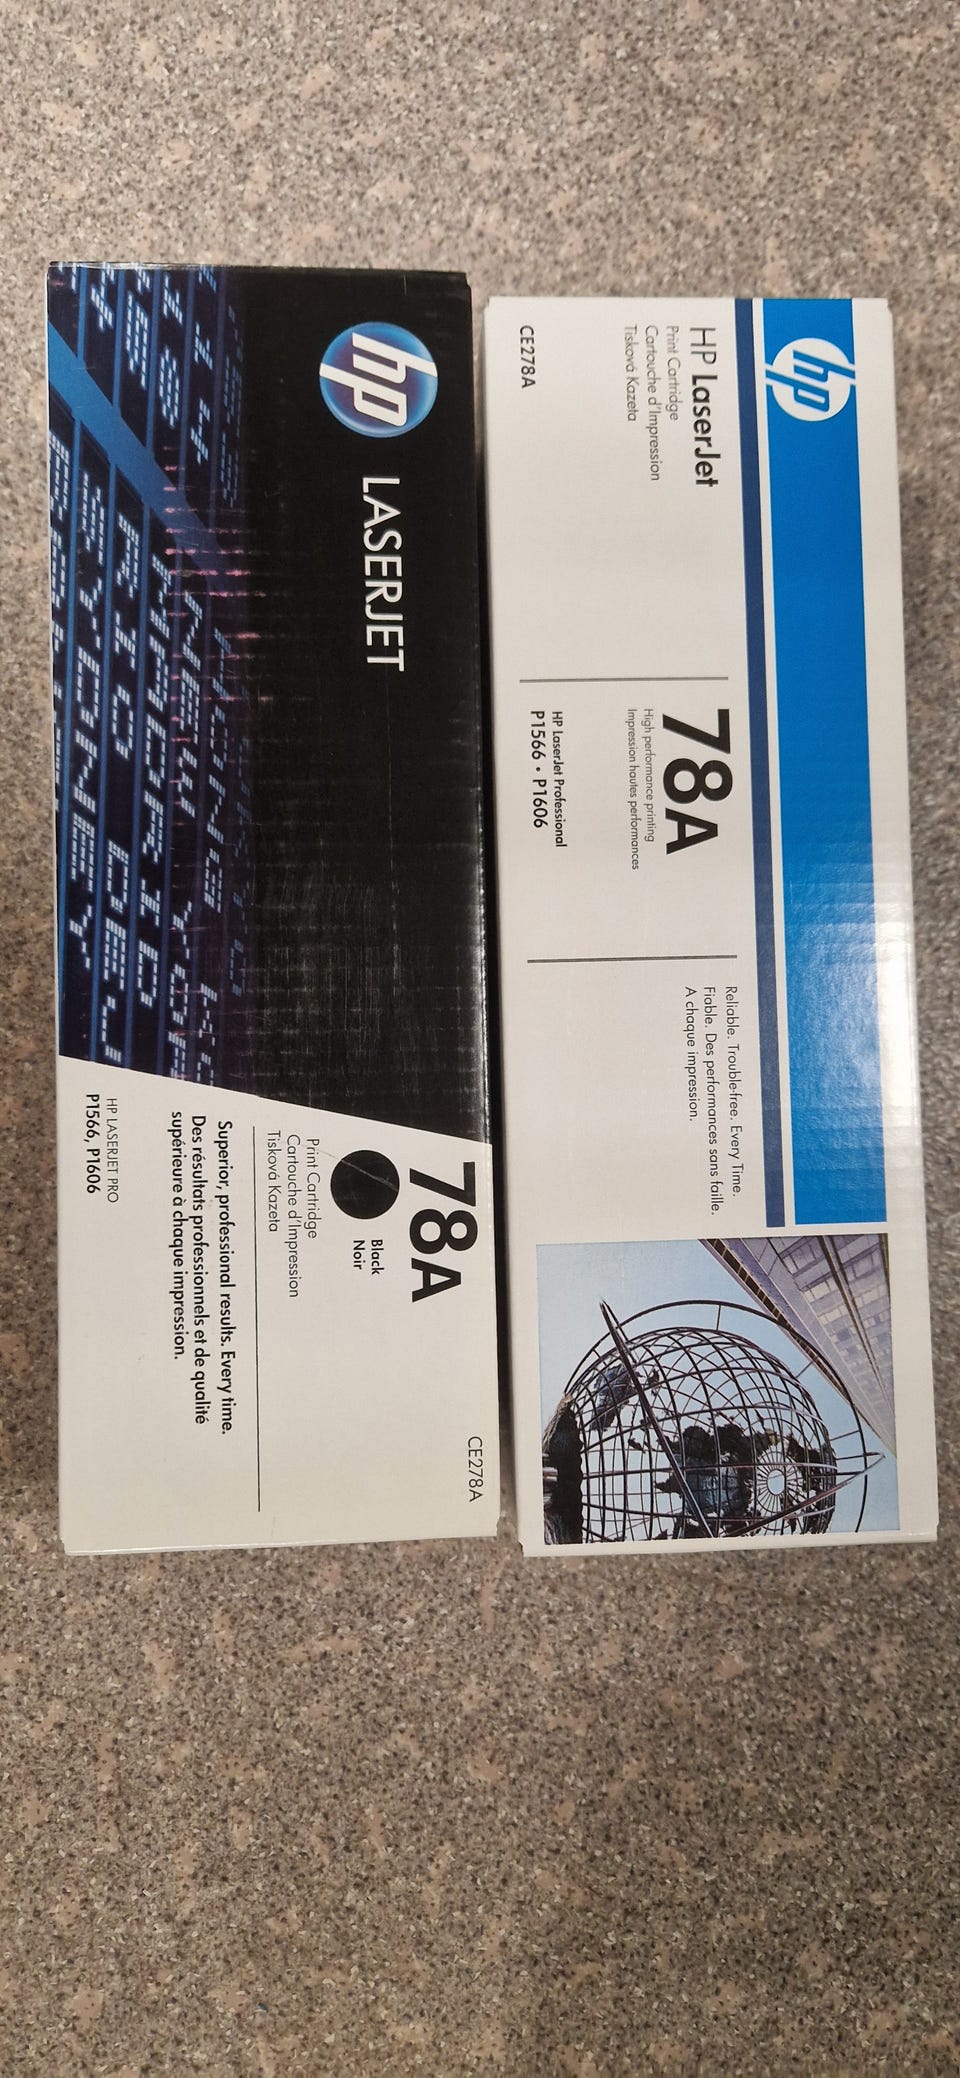 hp
LASERJET
78A
Black
Noir
CE278A
Print Cartridge
Cartouche d'Impression
Tisková Kazeta
Superior, professional results. Every time.
Des résultats professionnels et de qualité
supérieure à chaque impression.
HP LASERJET PRO
P1566, P1606
hp
HP LaserJet
Print Cartridge
Cartouche d'Impression
Tisková Kazeta
CE278A
78A
High performance printing
Impression hautes performances
HP LaserJet Professional
P1566 • P1606
Reliable. Trouble-free. Every Time.
Fiable. Des performances sans faille.
A chaque impression.